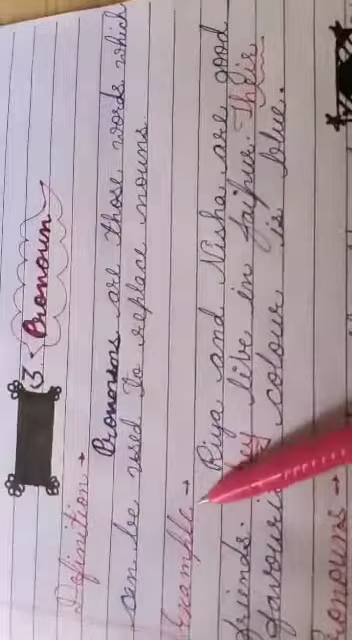 3. Pronoun
Definition → Pronouns are those words which
can be used to replace nouns.
Example → Riya and Nisha are good
friends. They live in Jaipur. Their
favourite colour is blue.